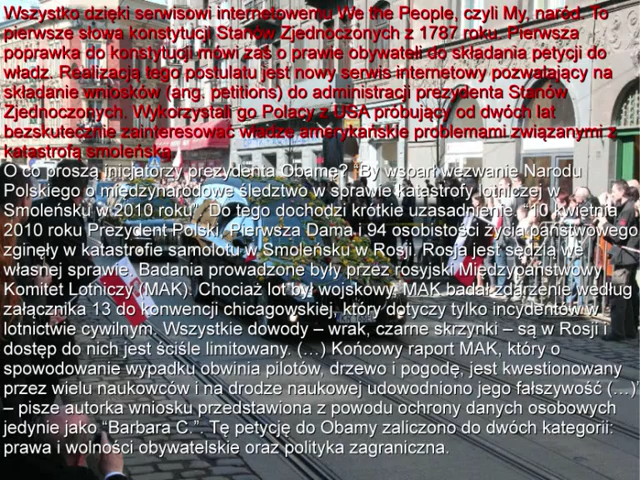 Wszystko dzięki serwisowi internetowemu We the People, czyli My, naród. To
pierwsze słowa konstytucji Stanów Zjednoczonych z 1787 roku. Pierwsza
poprawka do konstytucji mówi zaś o prawie obywateli do składania petycji do
władz. Realizacją tego postulatu jest nowy serwis internetowy pozwalający na
składanie wniosków (ang. petitions) do administracji prezydenta Stanów
Zjednoczonych. Wykorzystali go Polacy z USA próbujący od dwóch lat
bezskutecznie zainteresować władze amerykańskie problemami związanymi z
katastrofą smoleńską.
O co proszą inicjatorzy prezydenta Obamę? “By wsparł wezwanie Narodu
Polskiego o międzynarodowe śledztwo w sprawie katastrofy lotniczej w
Smoleńsku w 2010 roku”. Do tego dochodzi krótkie uzasadnienie. “10 kwietnia
2010 roku Prezydent Polski, Pierwsza Dama i 94 osobistości życia państwowego
zginęły w katastrofie samolotu w Smoleńsku w Rosji. Rosja jest sędzią we
własnej sprawie. Badania prowadzone były przez rosyjski Międzypaństwowy
Komitet Lotniczy (MAK). Chociaż lot był wojskowy, MAK badał zdarzenie według
załącznika 13 do konwencji chicagowskiej, który dotyczy tylko incydentów w
lotnictwie cywilnym. Wszystkie dowody – wrak, czarne skrzynki – są w Rosji i
dostęp do nich jest ściśle limitowany. (…) Końcowy raport MAK, który o
spowodowanie wypadku obwinia pilotów, drzewo i pogodę, jest kwestionowany
przez wielu naukowców i na drodze naukowej udowodniono jego fałszywość (…)
– pisze autorka wniosku przedstawiona z powodu ochrony danych osobowych
jedynie jako “Barbara C.”. Tę petycję do Obamy zaliczono do dwóch kategorii:
prawa i wolności obywatelskie oraz polityka zagraniczna.